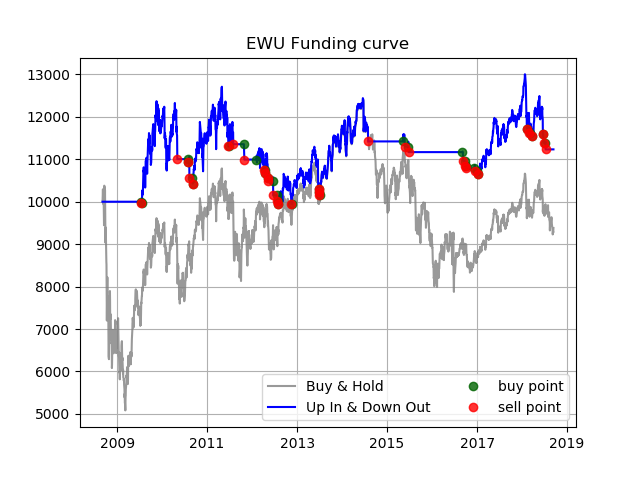 EWU Funding curve
13000
12000
11000
10000
9000
8000
7000
6000
5000
Buy & Hold
Up In & Down Out
buy point
sell point
2009 2011 2013 2015 2017 2019